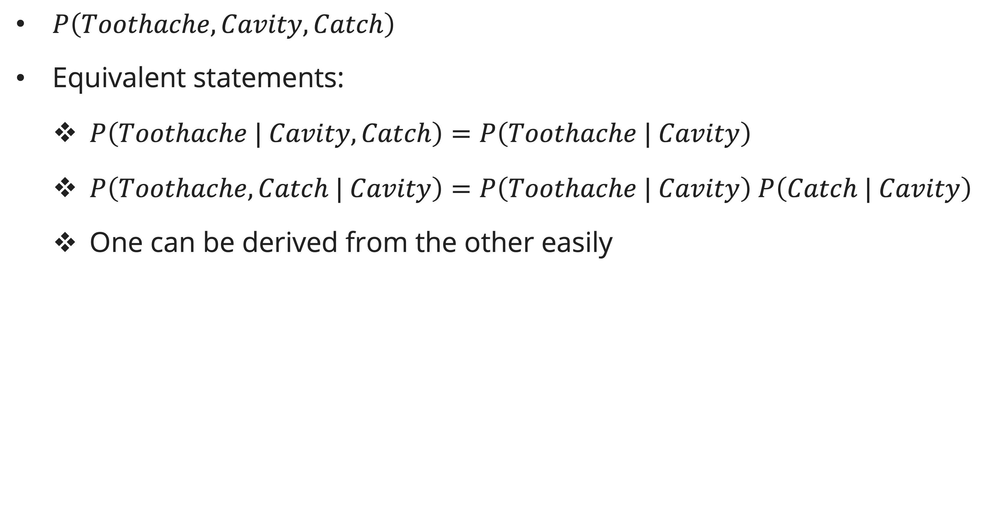 • P(Toothache, Cavity, Catch)
• Equivalent statements:
❖ P(Toothache | Cavity, Catch) = P(Toothache | Cavity)
❖ P(Toothache, Catch | Cavity) = P(Toothache | Cavity) P(Catch | Cavity)
❖ One can be derived from the other easily